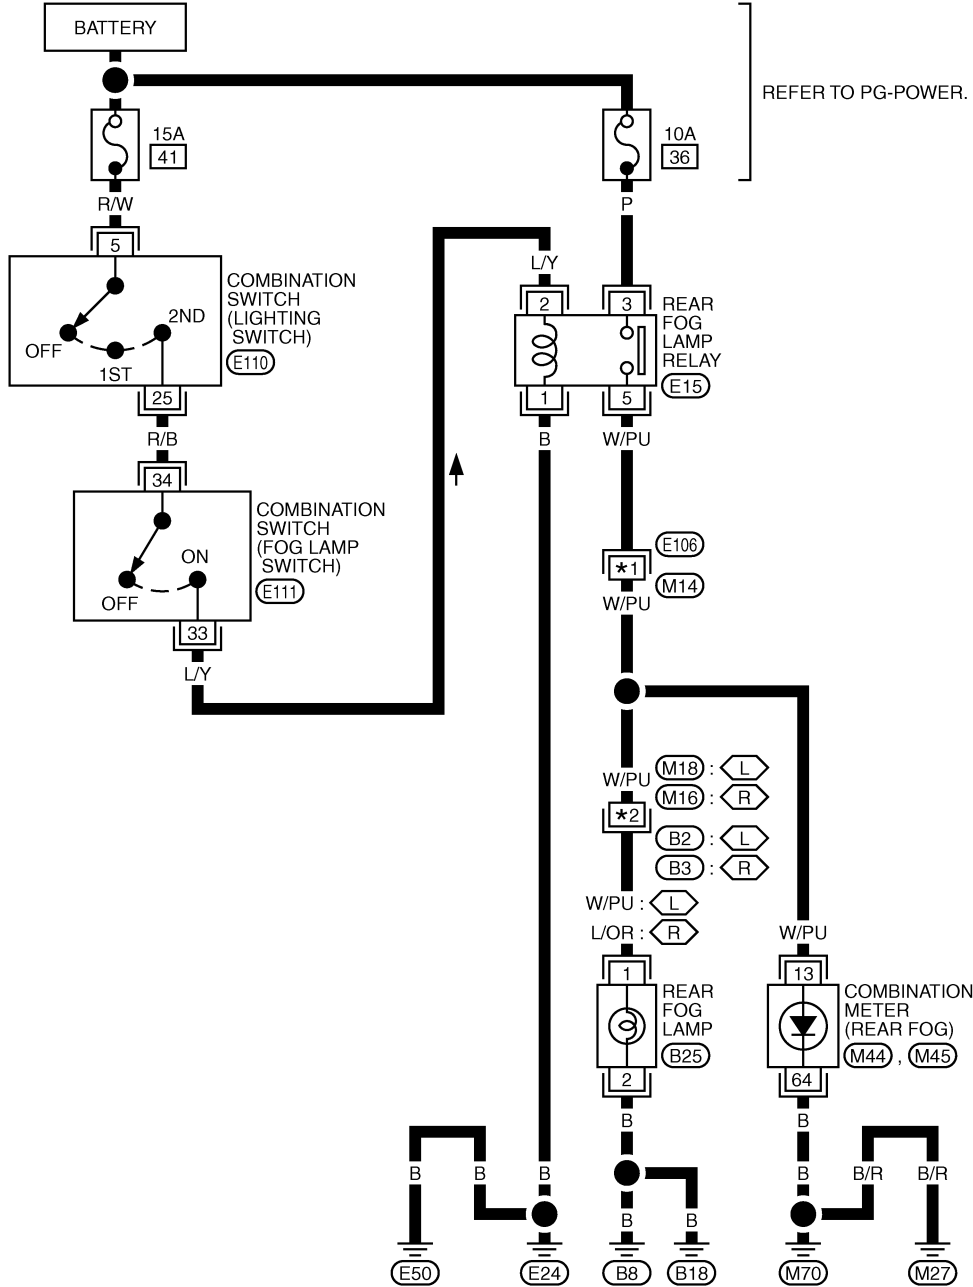 BATTERY
REFER TO PG-POWER.
15A
41
10A
36
R/W
P
5
L/Y
2
3
REAR
FOG
LAMP
RELAY
E15
COMBINATION
SWITCH
(LIGHTING
SWITCH)
E110
2ND
OFF
1ST
25
1
5
R/B
B
W/PU
34
COMBINATION
SWITCH
(FOG LAMP
SWITCH)
E111
ON
OFF
33
L/Y
E106
*1
M14
W/PU
W/PU
M18 : L
M16 : R
*2
B2 : L
B3 : R
W/PU : L
L/OR : R
W/PU
1
13
REAR
FOG
LAMP
B25
COMBINATION
METER
(REAR FOG)
M44 , M45
2
64
B
B
B
B
B
B
B/R
B/R
B
B
E50
E24
B8
B18
M70
M27